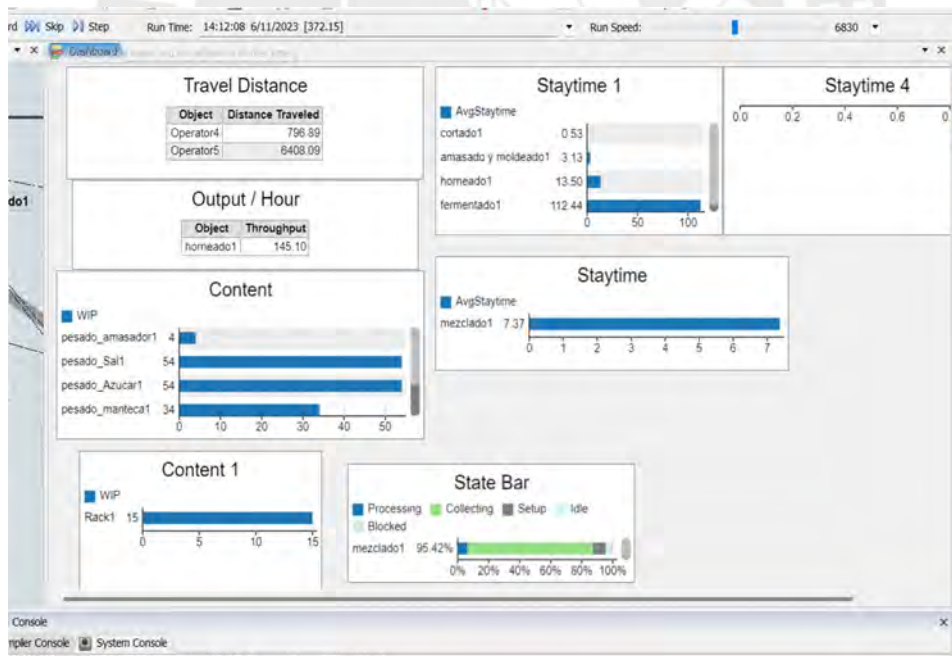 rd Skip Step Run Time: 14:12:08 6/11/2023 [372.15] Run Speed: 6830
Dashboard
Travel Distance
Object Distance Traveled
Operator4 796.89
Operator5 6408.09
do1
Output / Hour
Object Throughput
horneado1 145.10
Content
WIP
pesado_amasador1 4
pesado_Sal1 54
pesado_Azucar1 54
pesado_manteca1 34
0 10 20 30 40 50
Content 1
WIP
Rack1 15
0 5 10 15
Staytime 1
AvgStaytime
cortado1 0.53
amasado y moldeado1 3.13
horneado1 13.50
fermentado1 112.44
0 50 100
Staytime 4
0.0 0.2 0.4 0.6 0.
Staytime
AvgStaytime
mezclado1 7.37
0 1 2 3 4 5 6 7
State Bar
Processing Collecting Setup Idle
Blocked
mezclado1 95.42%
0% 20% 40% 60% 80% 100%
Console
mpler Console System Console